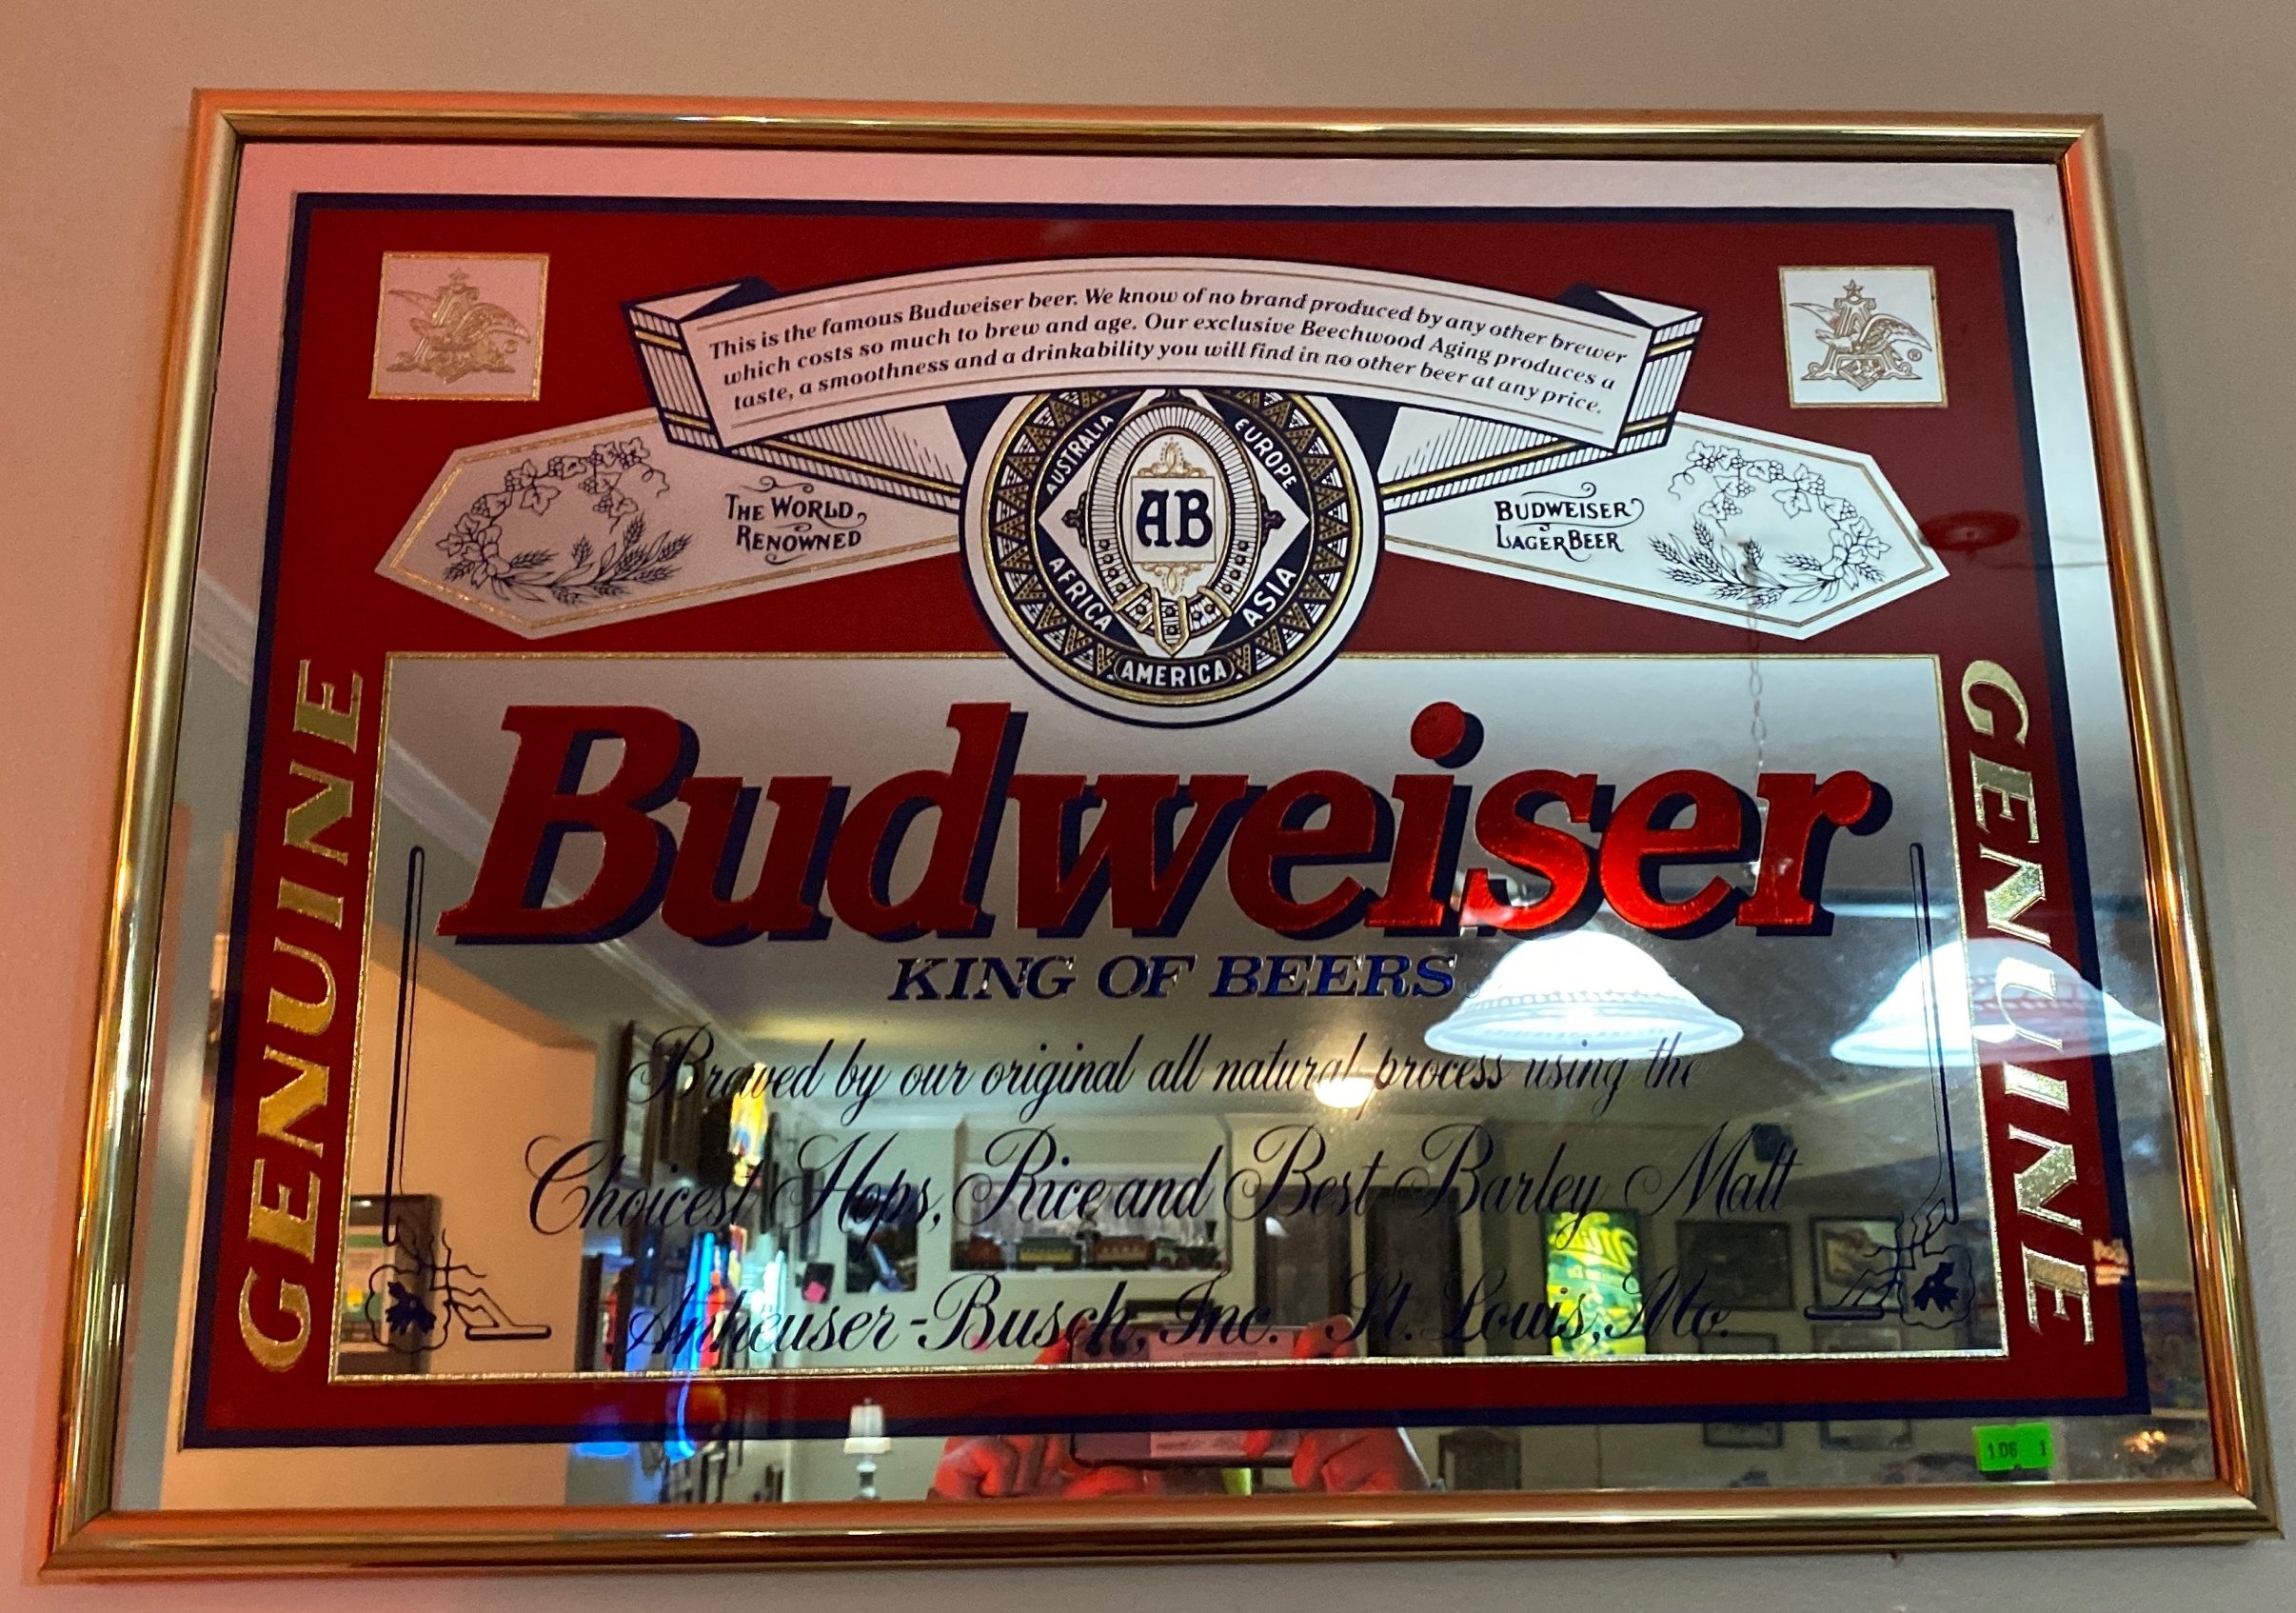 This is the famous Budweiser beer. We know of no brand produced by any other brewer
which costs so much to brew and age. Our exclusive Beechwood Aging produces a
taste, a smoothness and a drinkability you will find in no other beer at any price.
THE WORLD
RENOWNED
AUSTRALIA
EUROPE
AB
AFRICA
ASIA
AMERICA
BUDWEISER
LAGER BEER
®
GENUINE
GENUINE
Budweiser
KING OF BEERS
Brewed by our original all natural process using the
Choicest Hops, Rice and Best Barley Malt
Anheuser-Busch, Inc. St. Louis, Mo.
106 1